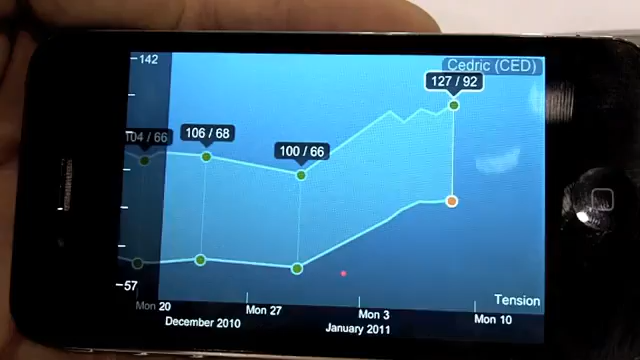 142
Cedric (CED)
127 / 92
104 / 66
106 / 68
100 / 66
57
Tension
Mon 20
Mon 27
Mon 3
Mon 10
December 2010
January 2011